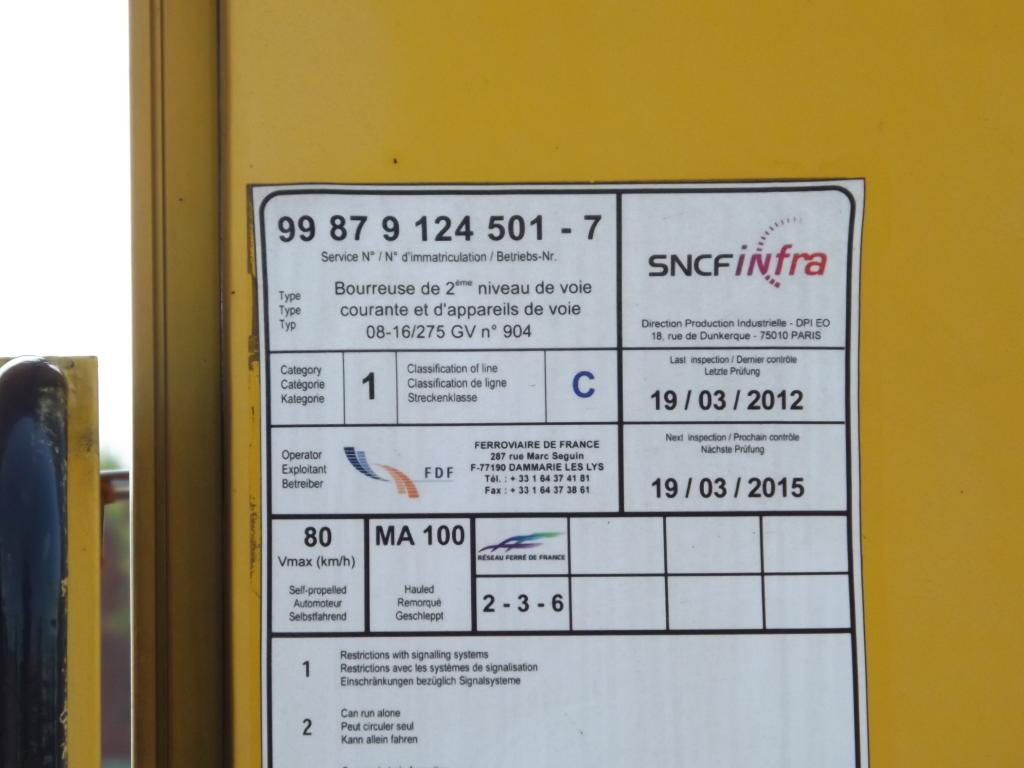 99 87 9 124 501 - 7
Service N° / N° d'immatriculation / Betriebs-Nr.
Type
Type
Typ
Bourreuse de 2ème niveau de voie
courante et d'appareils de voie
08-16/275 GV n° 904
SNCF infra
Direction Production Industrielle - DPI EO
18, rue de Dunkerque - 75010 PARIS
Category
Catégorie
Kategorie
1
Classification of line
Classification de ligne
Streckenklasse
C
Last inspection / Dernier contrôle
Letzte Prüfung
19 / 03 / 2012
Operator
Exploitant
Betreiber
FDF
FERROVIAIRE DE FRANCE
287 rue Marc Seguin
F-77190 DAMMARIE LES LYS
Tél. : + 33 1 64 37 41 81
Fax : + 33 1 64 37 38 61
Next inspection / Prochain contrôle
Nächste Prüfung
19 / 03 / 2015
80
Vmax (km/h)
Self-propelled
Automoteur
Selbstfahrend
MA 100
Hauled
Remorqué
Geschleppt
RÉSEAU FERRÉ DE FRANCE
2 - 3 - 6
1
Restrictions with signalling systems
Restrictions avec les systèmes de signalisation
Einschränkungen bezüglich Signalsysteme
2
Can run alone
Peut circuler seul
Kann allein fahren